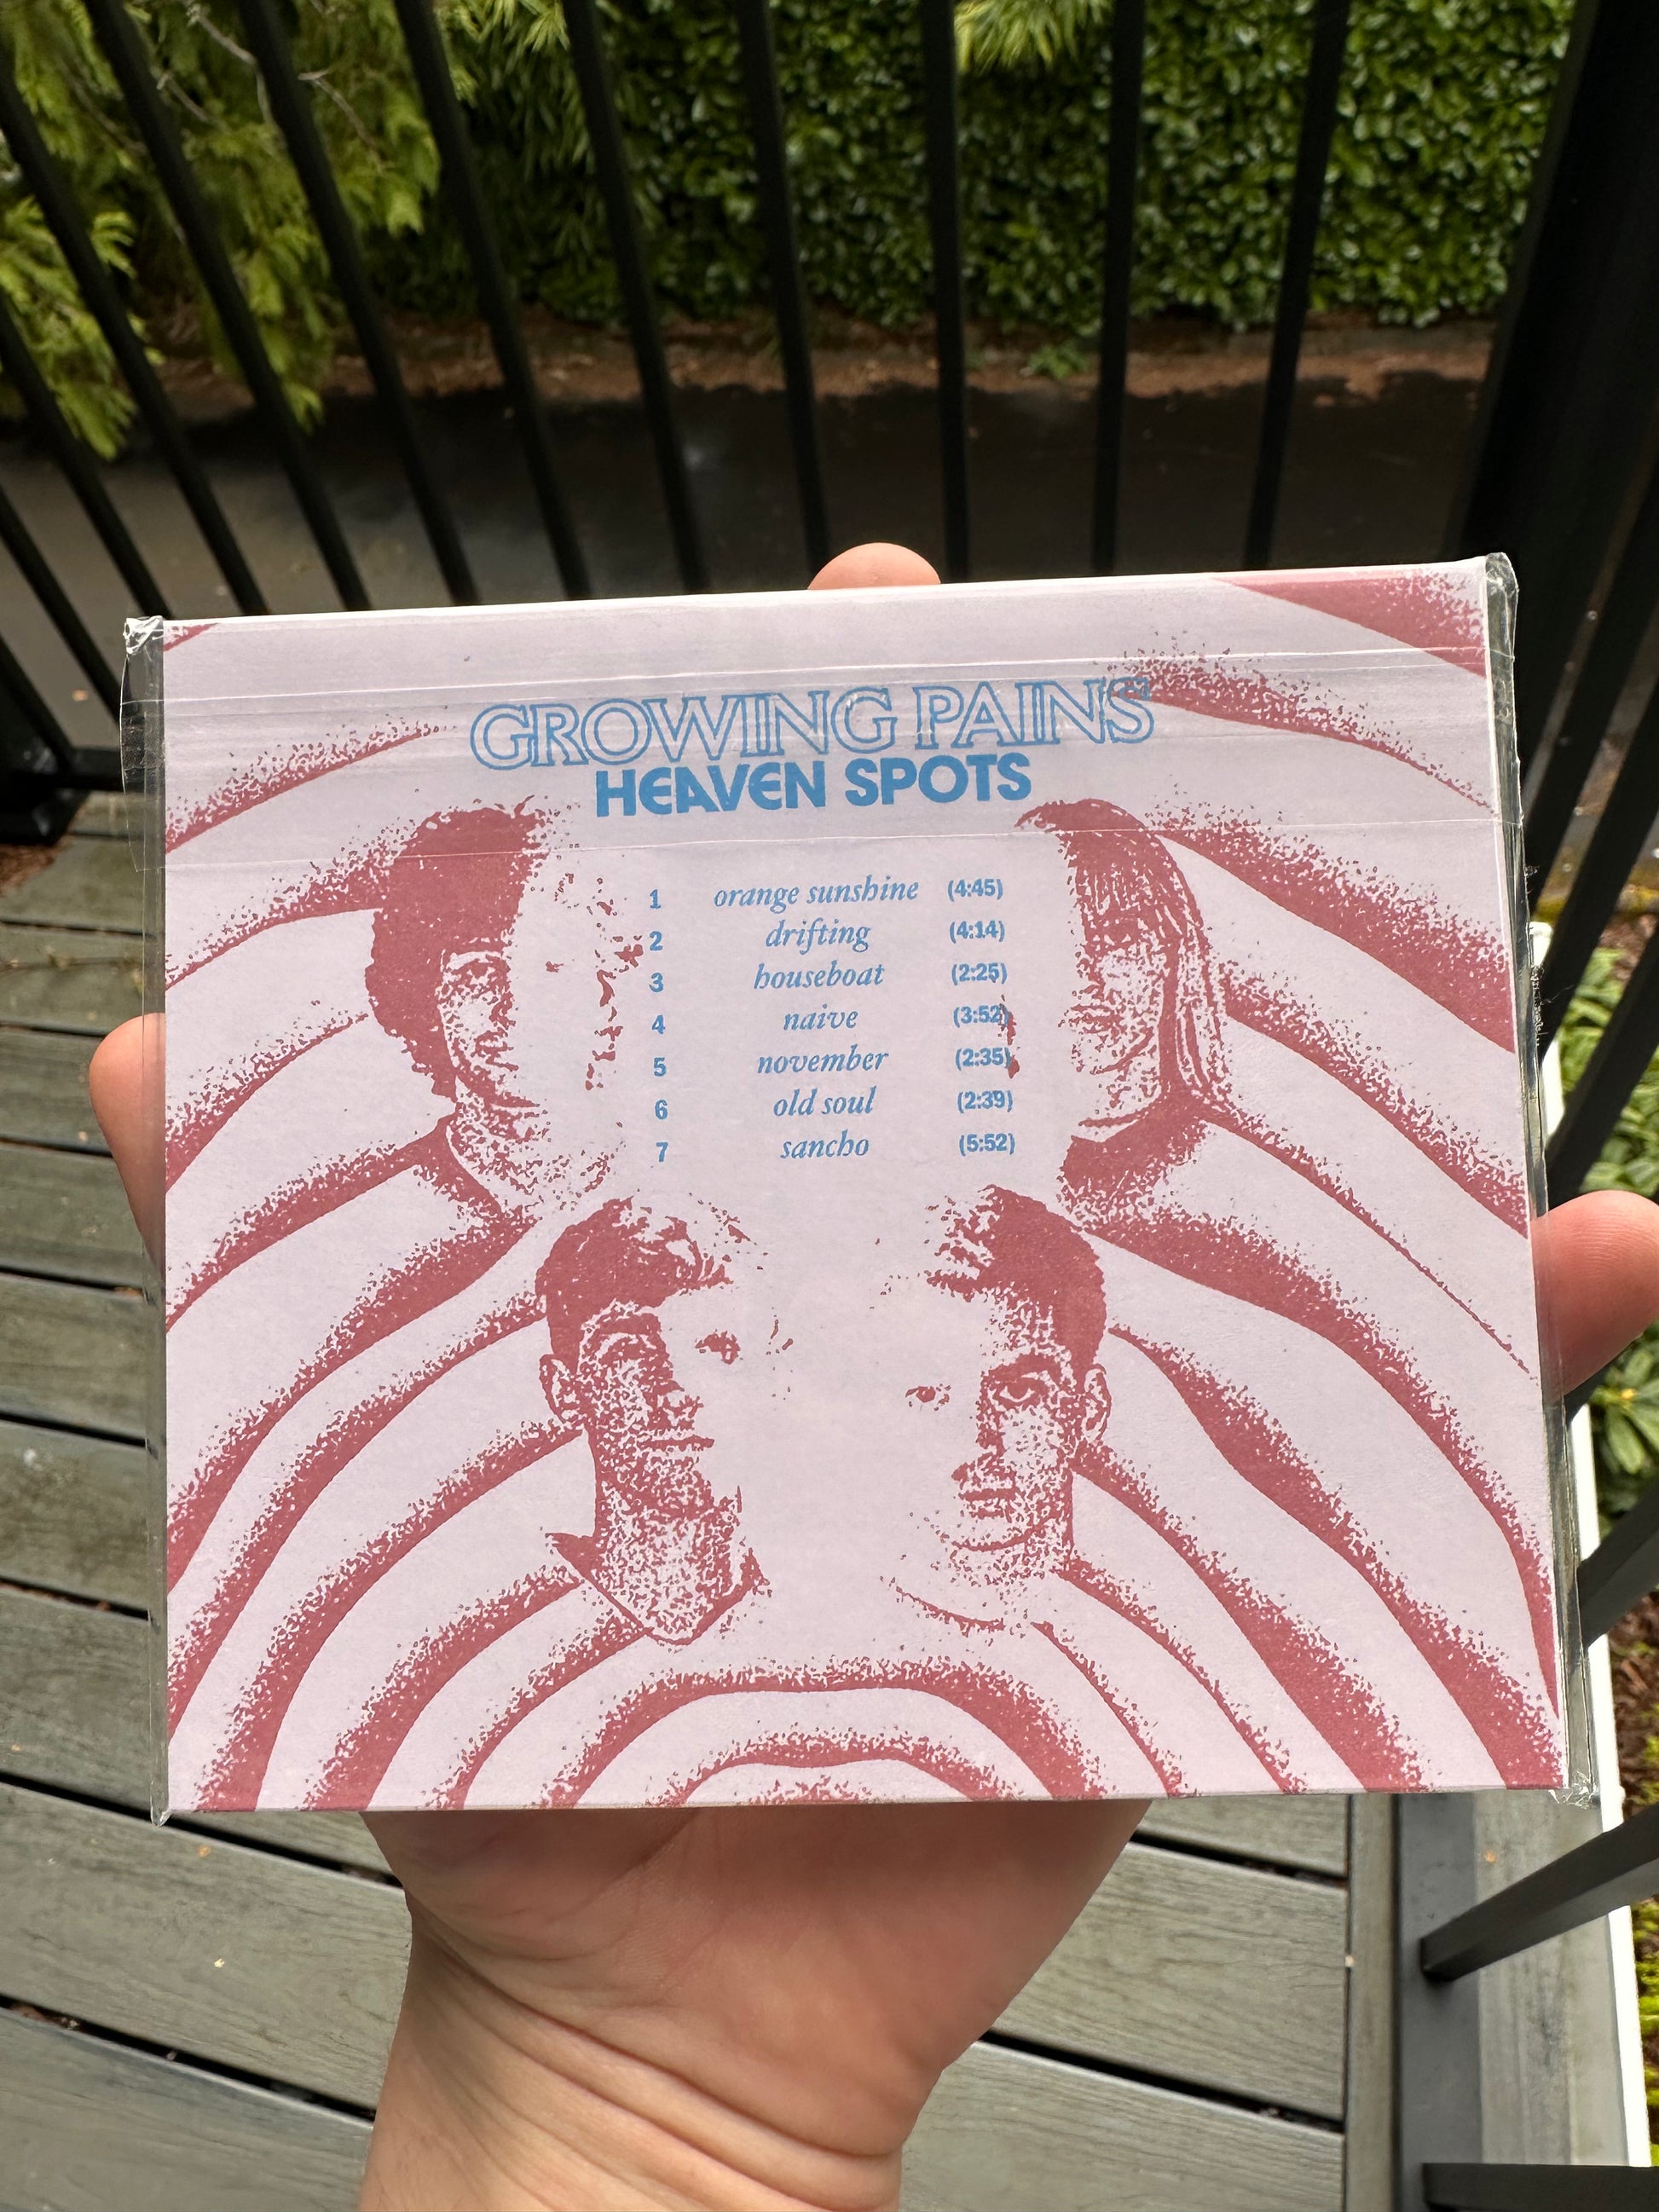 GROWING PAINS
HEAVEN SPOTS
1 orange sunshine (4:45)
2 drifting (4:14)
3 houseboat (2:25)
4 naive (3:52)
5 november (2:35)
6 old soul (2:39)
7 sancho (5:52)